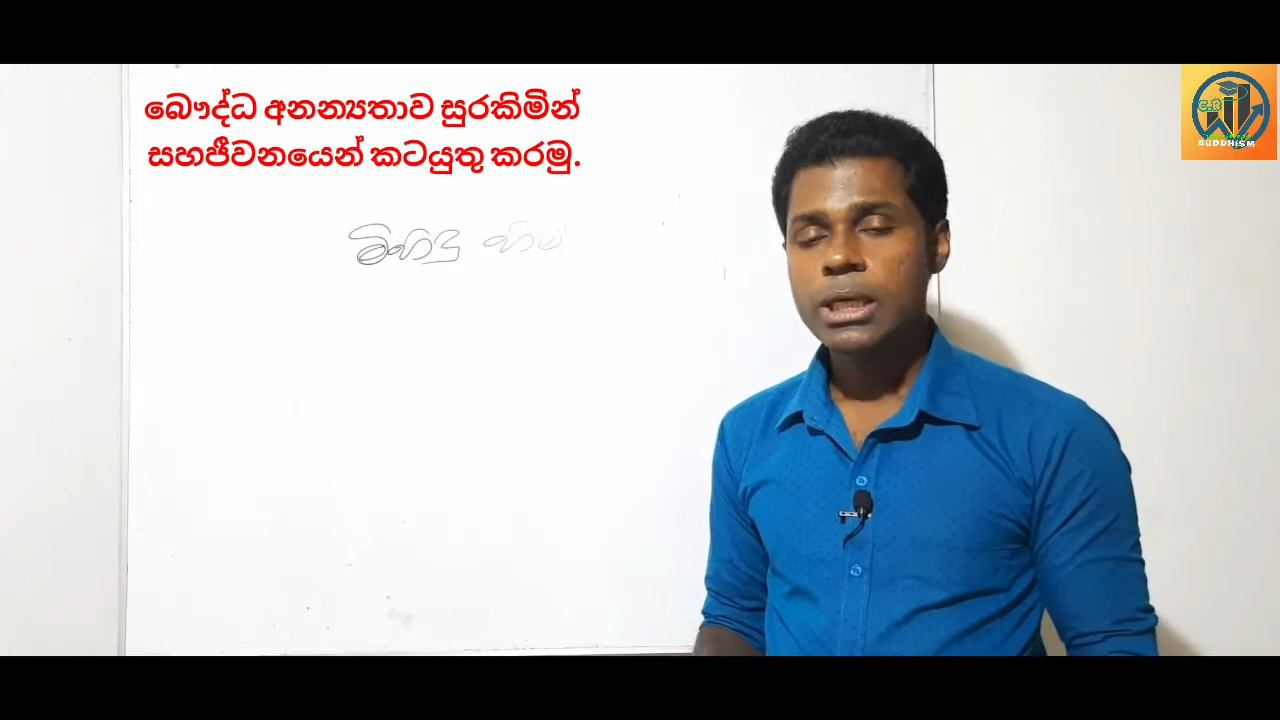 බෞද්ධ අනන්‍යතාව සුරකිමින්
සහජීවනයෙන් කටයුතු කරමු.
මිහිඳු හිමි
BUDDHISM